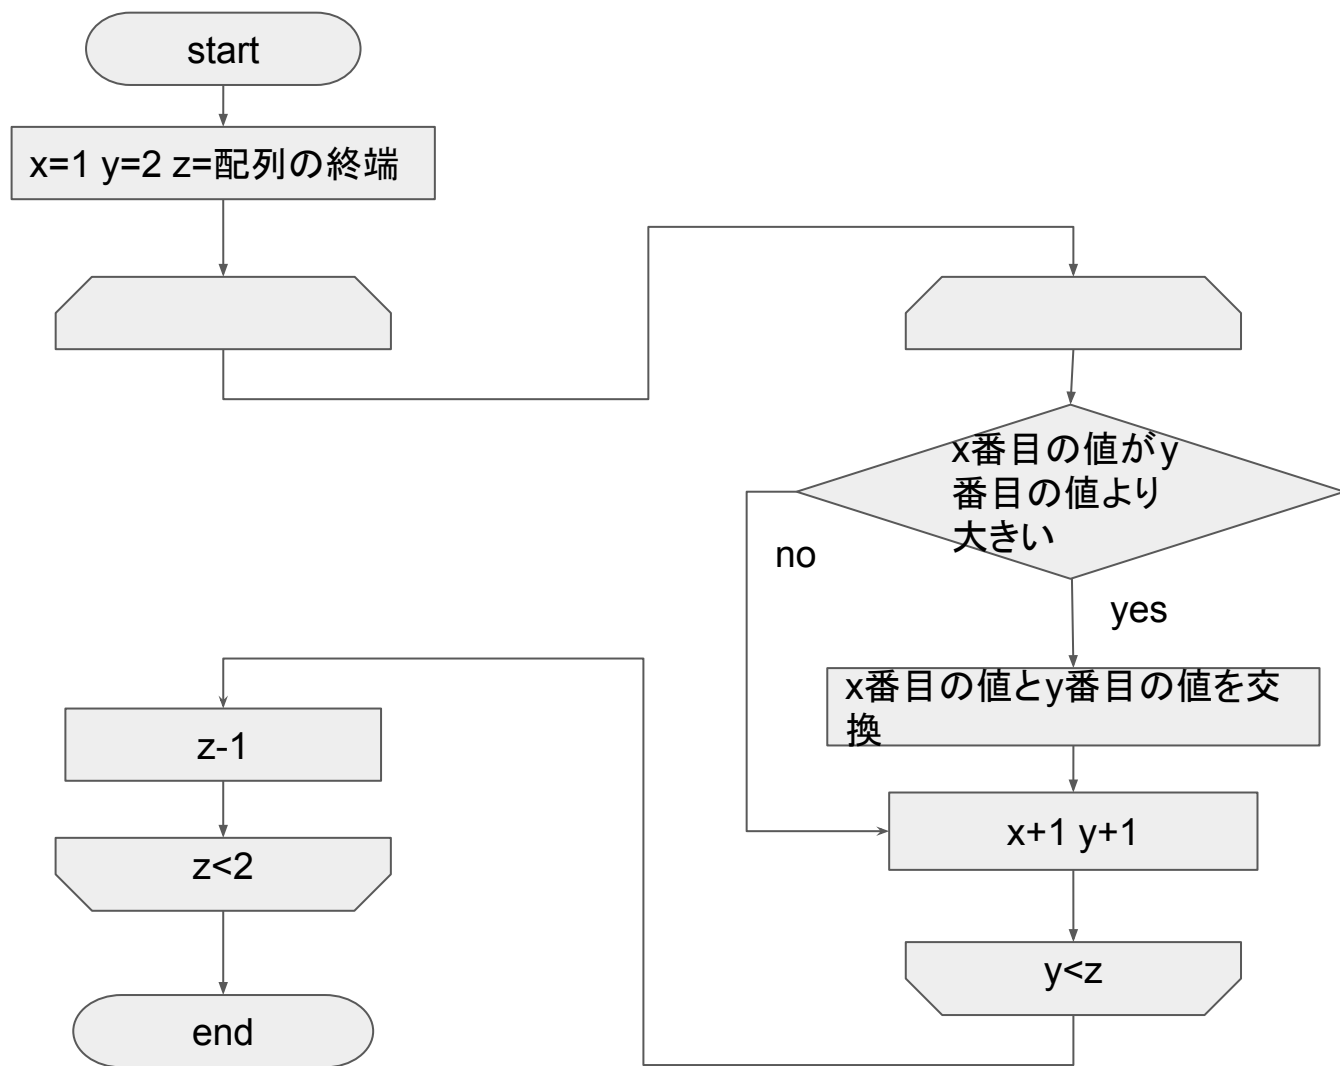 start
x=1 y=2 z=配列の終端
x番目の値がy
番目の値より
大きい
no
yes
x番目の値とy番目の値を交
換
x+1 y+1
y<z
z-1
z<2
end